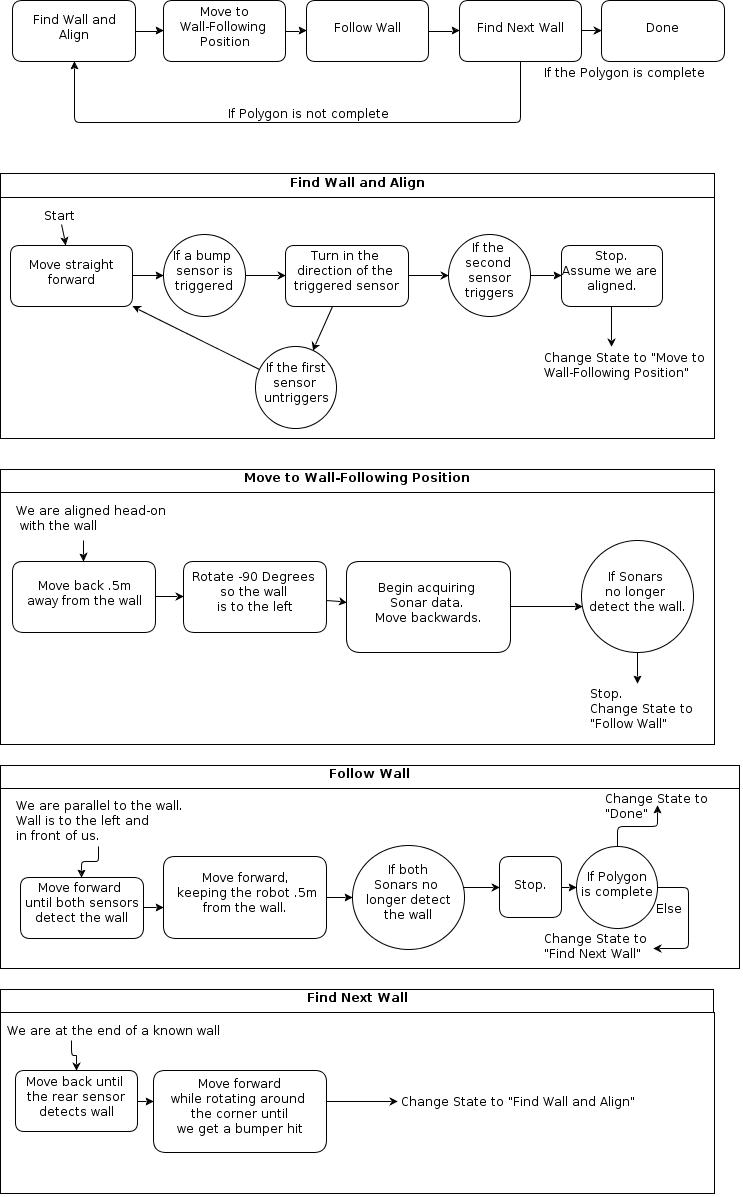 Find Wall and
Align
Move to
Wall-Following
Position
Follow Wall
Find Next Wall
Done
If the Polygon is complete
If Polygon is not complete
Find Wall and Align
Start
Move straight
forward
If a bump
sensor is
triggered
Turn in the
direction of the
triggered sensor
If the
second
sensor
triggers
Stop.
Assume we are
aligned.
If the first
sensor
untriggers
Change State to "Move to
Wall-Following Position"
Move to Wall-Following Position
We are aligned head-on
with the wall
Move back .5m
away from the wall
Rotate -90 Degrees
so the wall
is to the left
Begin acquiring
Sonar data.
Move backwards.
If Sonars
no longer
detect the wall.
Stop.
Change State to
"Follow Wall"
Follow Wall
We are parallel to the wall.
Wall is to the left and
in front of us.
Move forward
until both sensors
detect the wall
Move forward,
keeping the robot .5m
from the wall.
If both
Sonars no
longer detect
the wall
Stop.
If Polygon
is complete
Change State to
"Done"
Else
Change State to
"Find Next Wall"
Find Next Wall
We are at the end of a known wall
Move back until
the rear sensor
detects wall
Move forward
while rotating around
the corner until
we get a bumper hit
Change State to "Find Wall and Align"